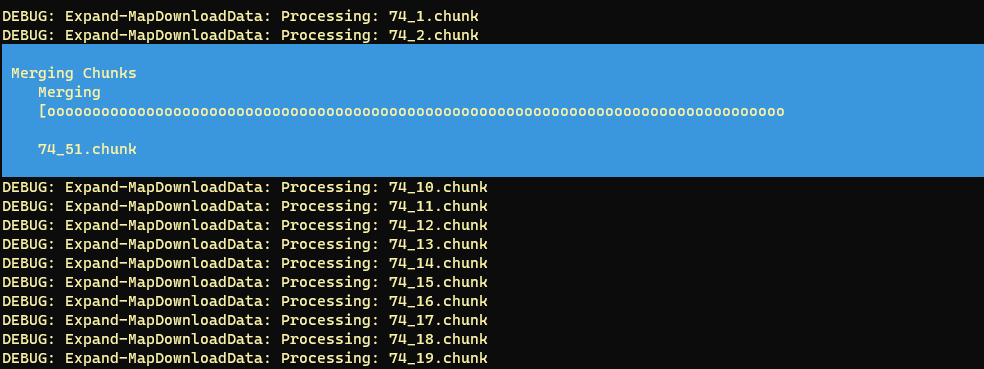 DEBUG: Expand-MapDownloadData: Processing: 74_1.chunk
DEBUG: Expand-MapDownloadData: Processing: 74_2.chunk
Merging Chunks
Merging
[oooooooooooooooooooooooooooooooooooooooooooooooooooooooooooooooooooooooooooooooooo
74_51.chunk
DEBUG: Expand-MapDownloadData: Processing: 74_10.chunk
DEBUG: Expand-MapDownloadData: Processing: 74_11.chunk
DEBUG: Expand-MapDownloadData: Processing: 74_12.chunk
DEBUG: Expand-MapDownloadData: Processing: 74_13.chunk
DEBUG: Expand-MapDownloadData: Processing: 74_14.chunk
DEBUG: Expand-MapDownloadData: Processing: 74_15.chunk
DEBUG: Expand-MapDownloadData: Processing: 74_16.chunk
DEBUG: Expand-MapDownloadData: Processing: 74_17.chunk
DEBUG: Expand-MapDownloadData: Processing: 74_18.chunk
DEBUG: Expand-MapDownloadData: Processing: 74_19.chunk